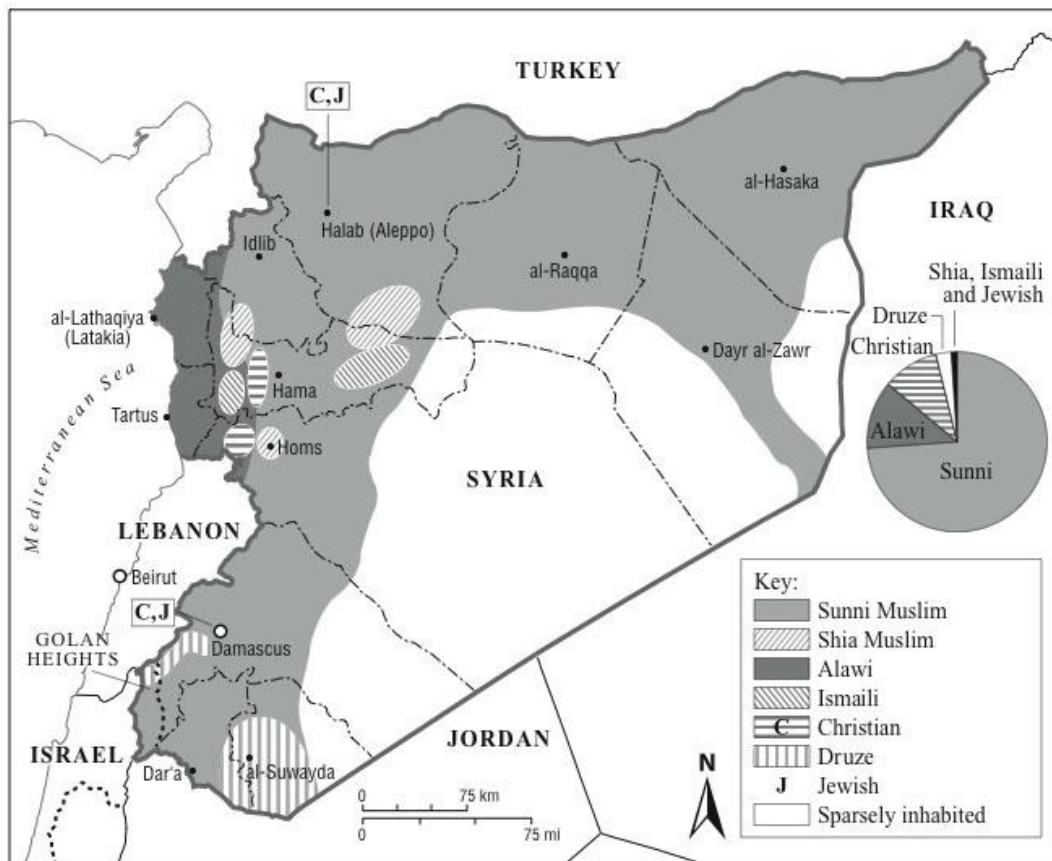 TURKEY
C, J
al-Hasaka
IRAQ
Halab (Aleppo)
Idlib
al-Raqqa
Shia, Ismaili
and Jewish
Druze
Christian
al-Lathaqiya
(Latakia)
Dayr al-Zawr
Hama
Mediterranean Sea
Tartus
Alawi
Homs
Sunni
SYRIA
LEBANON
Beirut
C, J
Damascus
GOLAN
HEIGHTS
ISRAEL
JORDAN
Dar'a
al-Suwayda
0 75 km
0 75 mi
N
Key:
Sunni Muslim
Shia Muslim
Alawi
Ismaili
C Christian
Druze
J Jewish
Sparsely inhabited